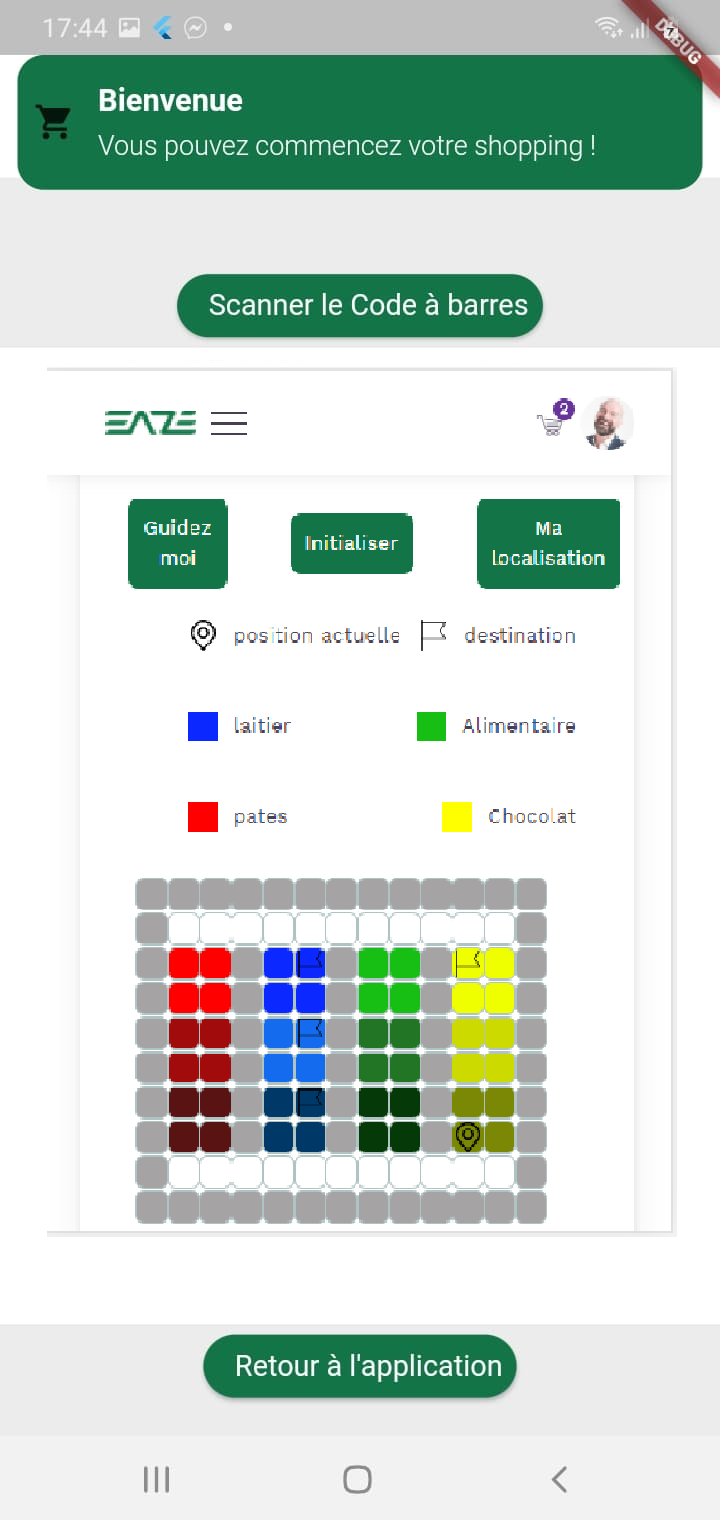 17:44
DEBUG
Bienvenue
Vous pouvez commencez votre shopping !
Scanner le Code à barres
EAZE
2
Guidez
moi
Initialiser
Ma
localisation
position actuelle
destination
laitier
Alimentaire
pates
Chocolat
Retour à l'application